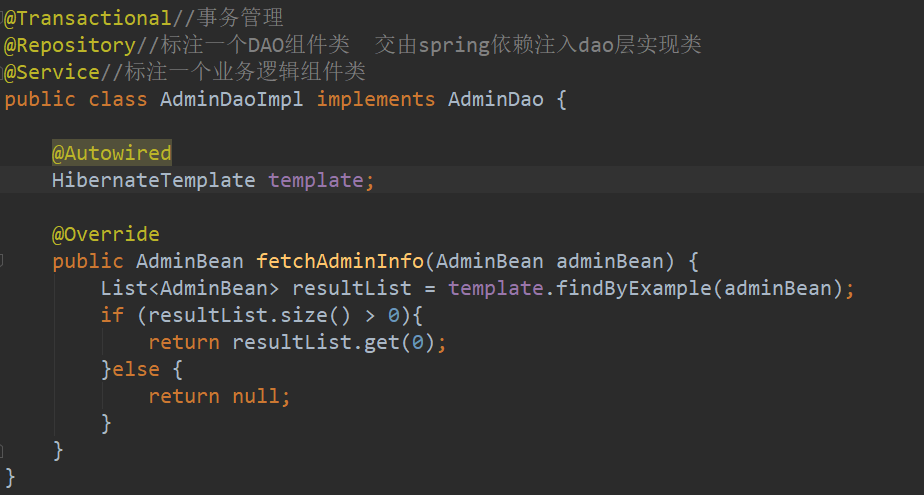 @Transactional//事务管理
@Repository//标注一个DAO组件类  交由spring依赖注入dao层实现类
@Service//标注一个业务逻辑组件类
public class AdminDaoImpl implements AdminDao {
@Autowired
HibernateTemplate template;
@Override
public AdminBean fetchAdminInfo(AdminBean adminBean) {
List<AdminBean> resultList = template.findByExample(adminBean);
if (resultList.size() > 0){
return resultList.get(0);
}else {
return null;
}
}
}